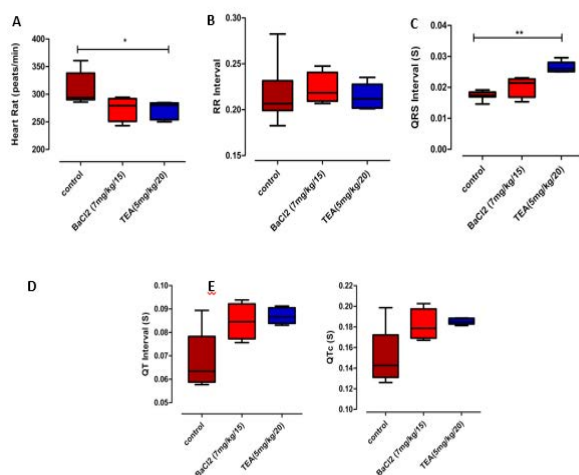 A
Heart Rat (peats/min)
400
350
300
250
200
*
control
BaCl2 (7mg/kg/15)
TEA(5mg/kg/20)
B
RR Interval
0.30
0.25
0.20
0.15
control
BaCl2 (7mg/kg/15)
TEA(5mg/kg/20)
C
QRS Interval (S)
0.04
0.03
0.02
0.01
0.00
**
control
BaCl2 (7mg/kg/15)
TEA(5mg/kg/20)
D
QT Interval (S)
0.10
0.09
0.08
0.07
0.06
0.05
control
BaCl2 (7mg/kg/15)
TEA(5mg/kg/20)
E
QTc (S)
0.22
0.20
0.18
0.16
0.14
0.12
0.10
control
BaCl2 (7mg/kg/15)
TEA(5mg/kg/20)